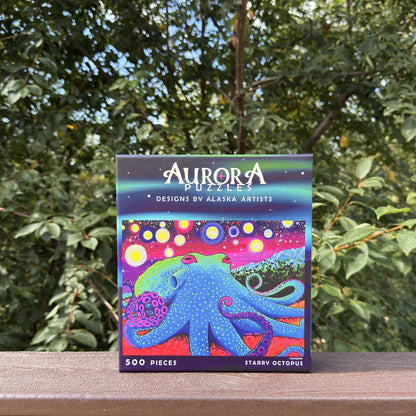 AURORA
PUZZLES
DESIGNS BY ALASKA ARTISTS
500 PIECES STARRY OCTOPUS